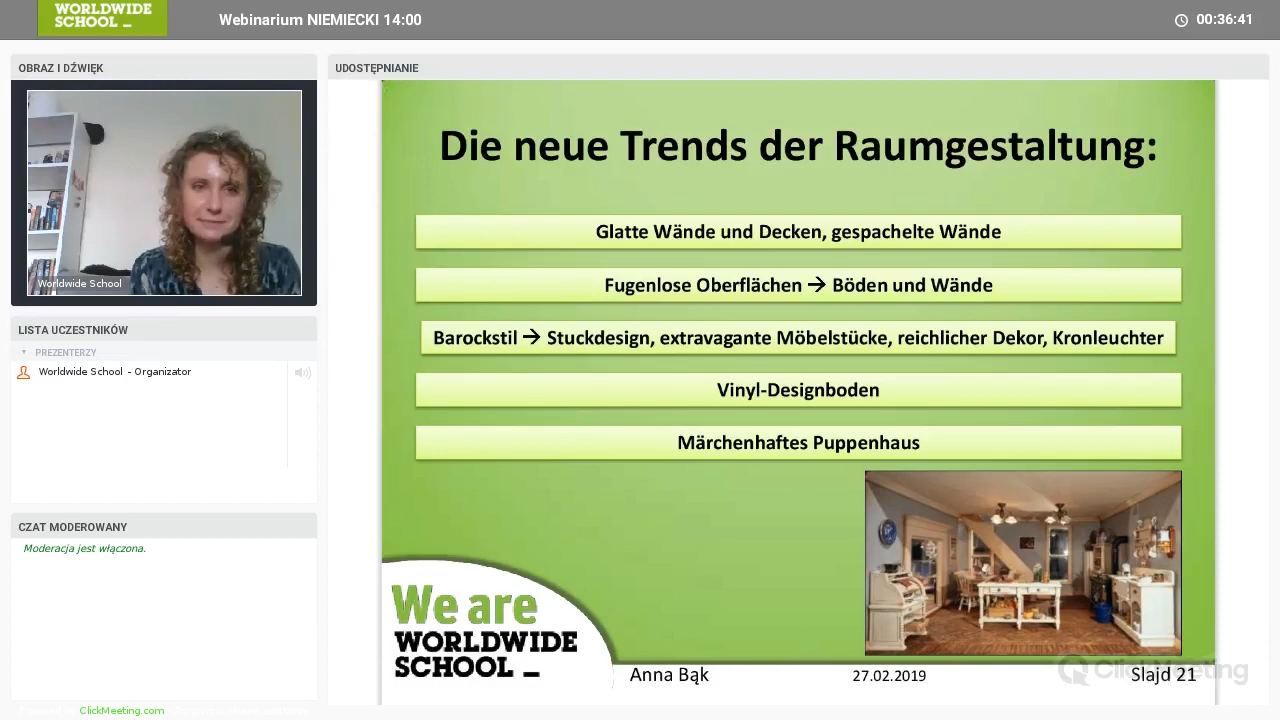 WORLDWIDE
SCHOOL _
Webinarium NIEMIECKI 14:00
00:36:41
OBRAZ I DŹWIĘK
Worldwide School
LISTA UCZESTNIKÓW
PREZENTERZY
Worldwide School - Organizator
CZAT MODEROWANY
Moderacja jest włączona.
ClickMeeting.com
UDOSTĘPNIANIE
Die neue Trends der Raumgestaltung:
Glatte Wände und Decken, gespachelte Wände
Fugenlose Oberflächen → Böden und Wände
Barockstil → Stuckdesign, extravagante Möbelstücke, reichlicher Dekor, Kronleuchter
Vinyl-Designboden
Märchenhaftes Puppenhaus
We are
WORLDWIDE
SCHOOL _
Anna Bąk
27.02.2019
Slajd 21
ClickMeeting